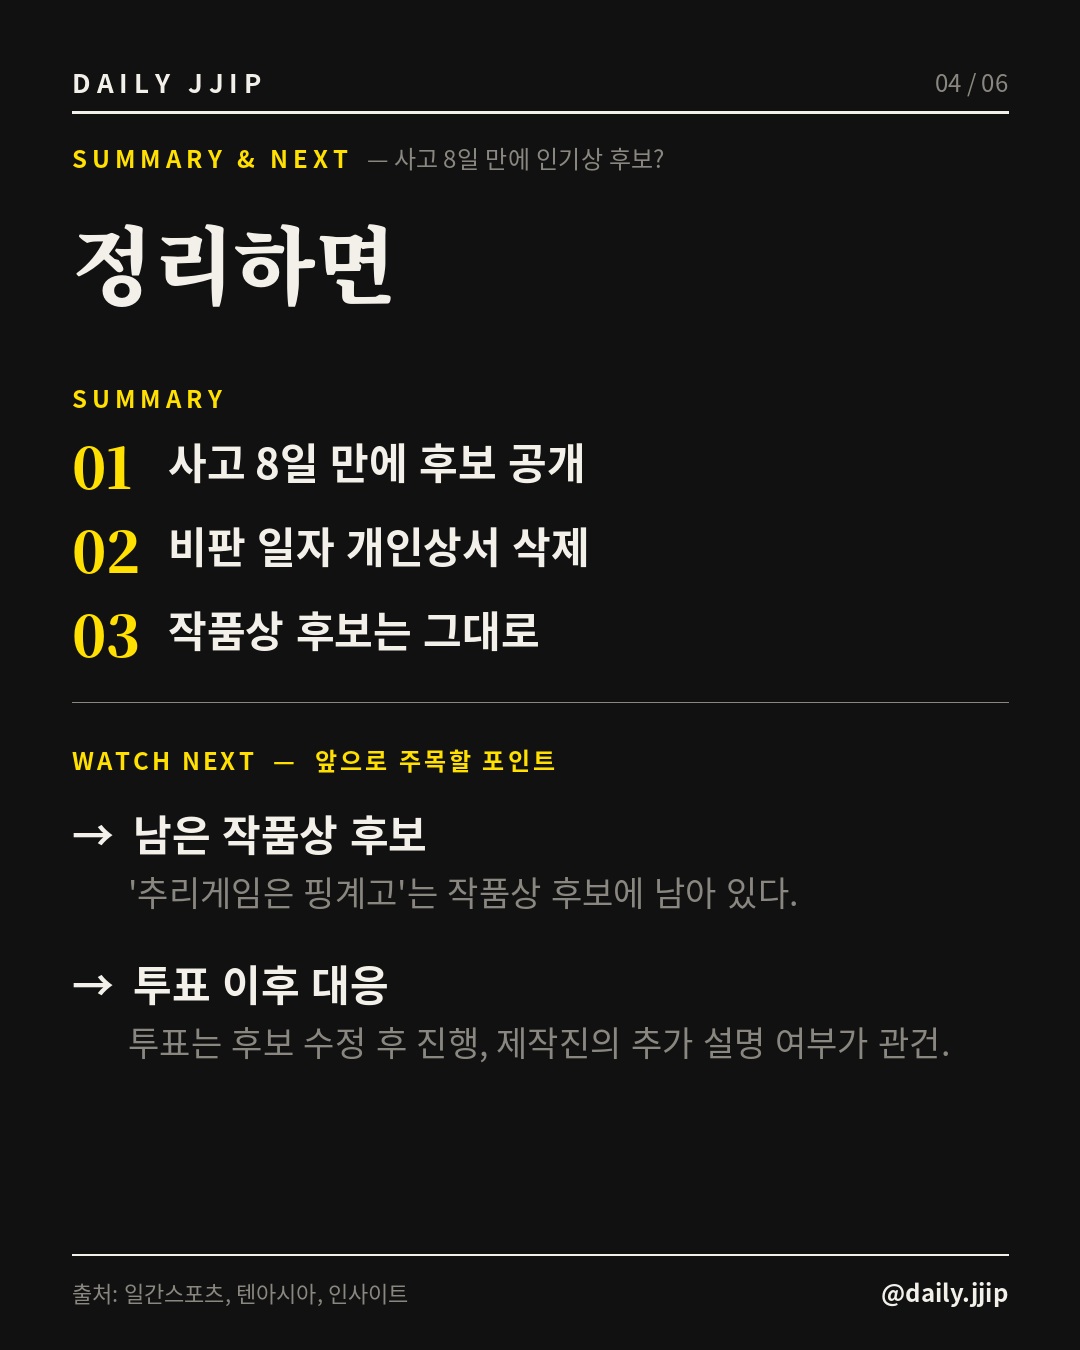 DAILY JJIP
04 / 06
SUMMARY & NEXT — 사고 8일 만에 인기상 후보?
정리하면
SUMMARY
01 사고 8일 만에 후보 공개
02 비판 일자 개인상서 삭제
03 작품상 후보는 그대로
WATCH NEXT — 앞으로 주목할 포인트
→ 남은 작품상 후보
'추리게임은 핑계고'는 작품상 후보에 남아 있다.
→ 투표 이후 대응
투표는 후보 수정 후 진행, 제작진의 추가 설명 여부가 관건.
출처: 일간스포츠, 텐아시아, 인사이트
@daily.jjip